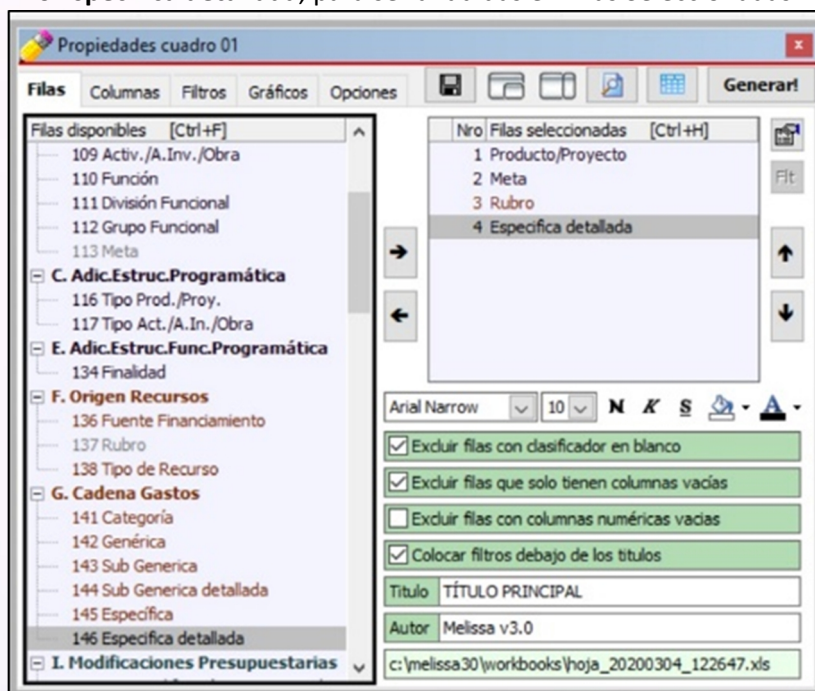 Propiedades cuadro 01
Filas Columnas Filtros Gráficos Opciones Generar!
Filas disponibles [Ctrl+F]
109 Activ./A.Inv./Obra
110 Función
111 División Funcional
112 Grupo Funcional
113 Meta
C. Adic.Estruc.Programática
116 Tipo Prod./Proy.
117 Tipo Act./A.In./Obra
E. Adic.Estruc.Func.Programática
134 Finalidad
F. Origen Recursos
136 Fuente Financiamiento
137 Rubro
138 Tipo de Recurso
G. Cadena Gastos
141 Categoría
142 Genérica
143 Sub Generica
144 Sub Generica detallada
145 Específica
146 Especifica detallada
I. Modificaciones Presupuestarias
Nro Filas seleccionadas [Ctrl+H]
1 Producto/Proyecto
2 Meta
3 Rubro
4 Especifica detallada
Flt
Arial Narrow 10 N K S A
Excluir filas con clasificador en blanco
Excluir filas que solo tienen columnas vacías
Excluir filas con columnas numéricas vacias
Colocar filtros debajo de los titulos
Titulo TÍTULO PRINCIPAL
Autor Melissa v3.0
c:\melissa30\workbooks\hoja_20200304_122647.xls